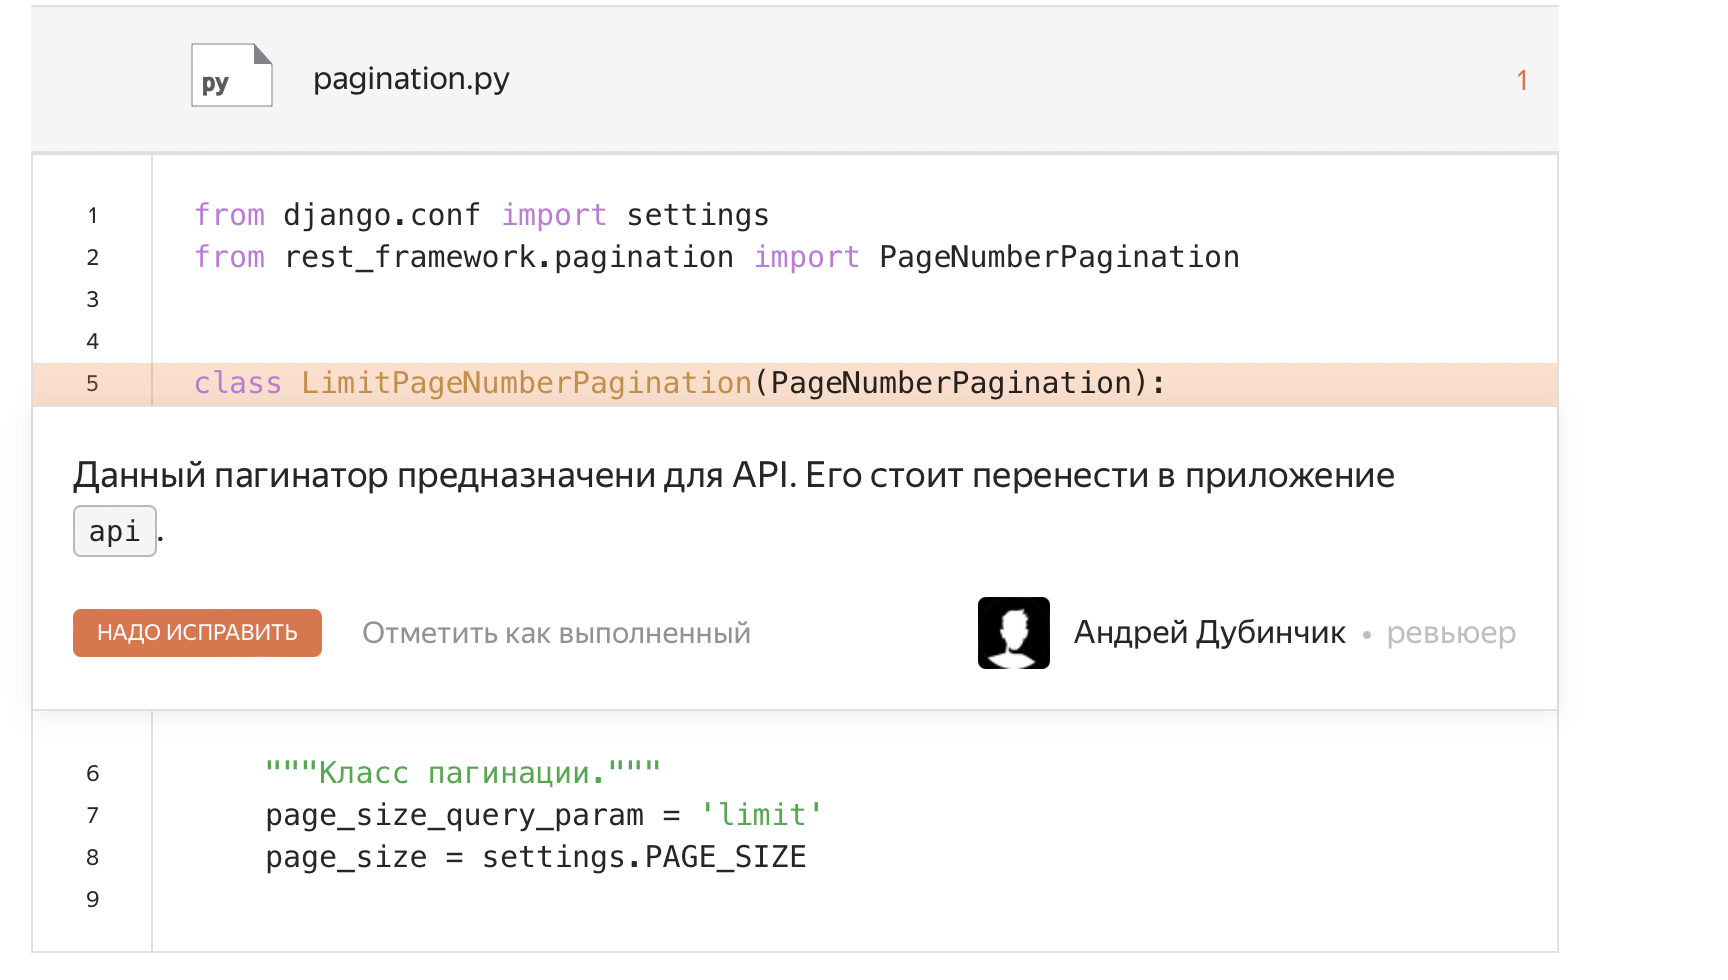 py pagination.py 1
1 from django.conf import settings
2 from rest_framework.pagination import PageNumberPagination
3
4
5 class LimitPageNumberPagination(PageNumberPagination):
Данный пагинатор предназначени для API. Его стоит перенести в приложение
api.
НАДО ИСПРАВИТЬ Отметить как выполненный Андрей Дубинчик • ревьюер
6 """Класс пагинации."""
7 page_size_query_param = 'limit'
8 page_size = settings.PAGE_SIZE
9